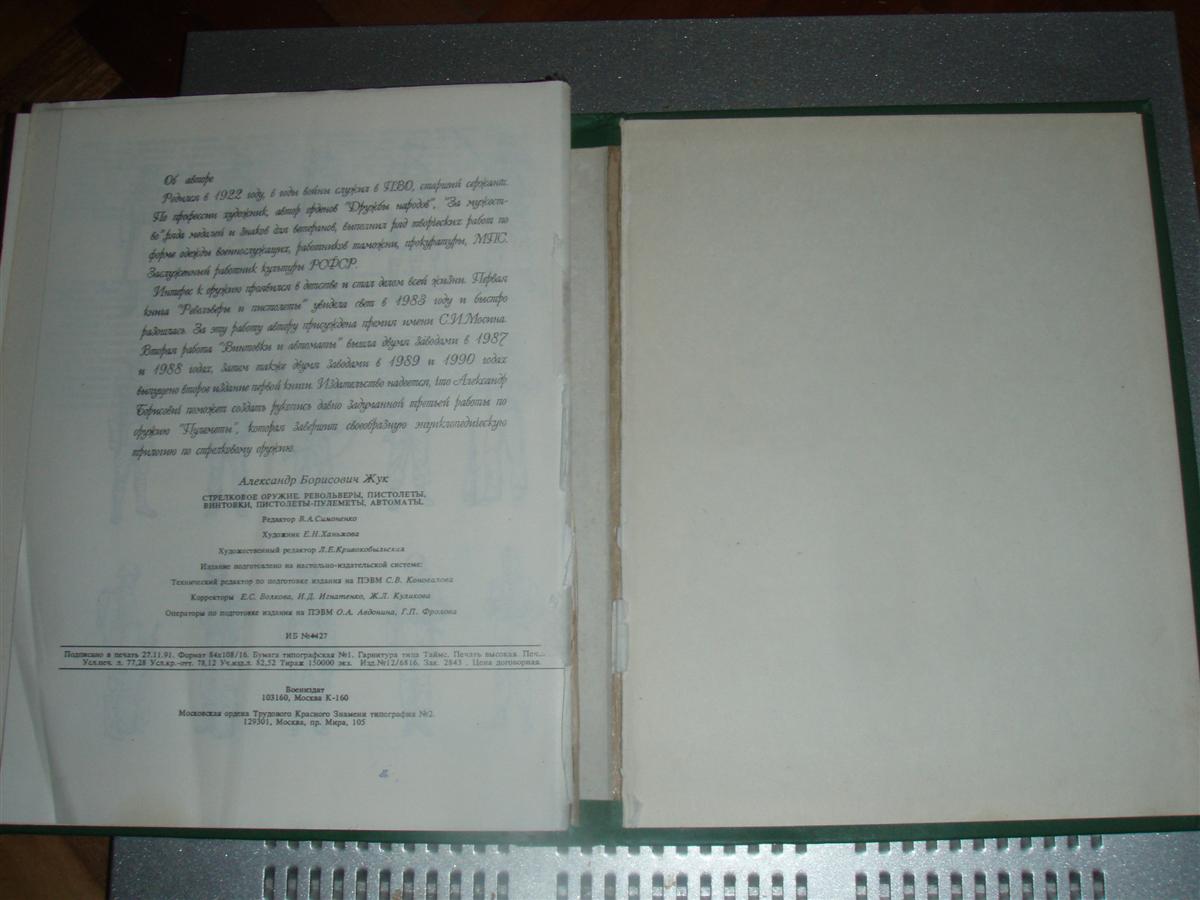 Об авторе
Родился в 1922 году, в годы войны служил в ПВО, старший сержант.
По профессии художник, автор орденов "Дружбы народов", "За мужест-
во", ряда медалей и знаков для ветеранов, выполнил ряд творческих работ по
форме одежды военнослужащих, работников таможни, прокуратуры, МПС.
Заслуженный работник культуры РСФСР.
Интерес к оружию проявился в детстве и стал делом всей жизни. Первая
книга "Револьверы и пистолеты" увидела свет в 1983 году и быстро
разошлась. За эту работу автору присуждена премия имени С.И.Мосина.
Вторая работа "Винтовки и автоматы" вышла двумя заводами в 1987
и 1988 годах, затем также двумя заводами в 1989 и 1990 годах
выпущено второе издание первой книги. Издательство надеется, что Александр
Борисович поможет создать рукопись давно задуманной третьей работы по
оружию "Пулеметы", которая завершит своеобразную энциклопедическую
трилогию по стрелковому оружию.
Александр Борисович Жук
СТРЕЛКОВОЕ ОРУЖИЕ. РЕВОЛЬВЕРЫ, ПИСТОЛЕТЫ,
ВИНТОВКИ, ПИСТОЛЕТЫ-ПУЛЕМЕТЫ, АВТОМАТЫ.
Редактор В.А.Симоненко
Художник Е.Н.Ханьжова
Художественный редактор Л.Е.Кривокобыльская
Издание подготовлено на настольно-издательской системе:
Технический редактор по подготовке издания на ПЭВМ С.В. Коновалова
Корректоры Е.С. Волкова, И.Д. Игнатенко, Ж.Л. Куликова
Операторы по подготовке издания на ПЭВМ О.А. Авдонина, Г.П. Фролова
ИБ №4427
Подписано в печать 27.11.91. Формат 84х108/16. Бумага типографская №1. Гарнитура типа Таймс. Печать высокая. Печ...
Усл.печ. л. 77,28 Усл.кр.-отт. 78,12 Уч.изд.л. 82,52 Тираж 150000 экз. Изд.№12/6816. Зак. 2843 . Цена договорная.
Воениздат
103160, Москва К-160
Московская ордена Трудового Красного Знамени типография №2.
129301, Москва, пр. Мира, 105